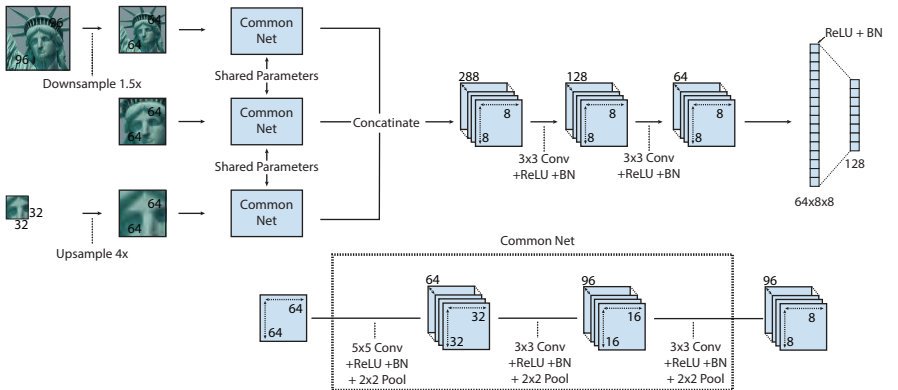 96
96
Downsample 1.5x
64
64
Common
Net
Shared Parameters
64
64
Common
Net
Concatinate
Shared Parameters
32
32
Upsample 4x
64
64
Common
Net
288
8
8
3x3 Conv
+ReLU +BN
128
8
8
3x3 Conv
+ReLU +BN
64
8
8
ReLU + BN
128
64x8x8
Common Net
64
64
5x5 Conv
+ReLU +BN
+ 2x2 Pool
64
32
32
3x3 Conv
+ReLU +BN
+ 2x2 Pool
96
16
16
3x3 Conv
+ReLU +BN
+ 2x2 Pool
96
8
8